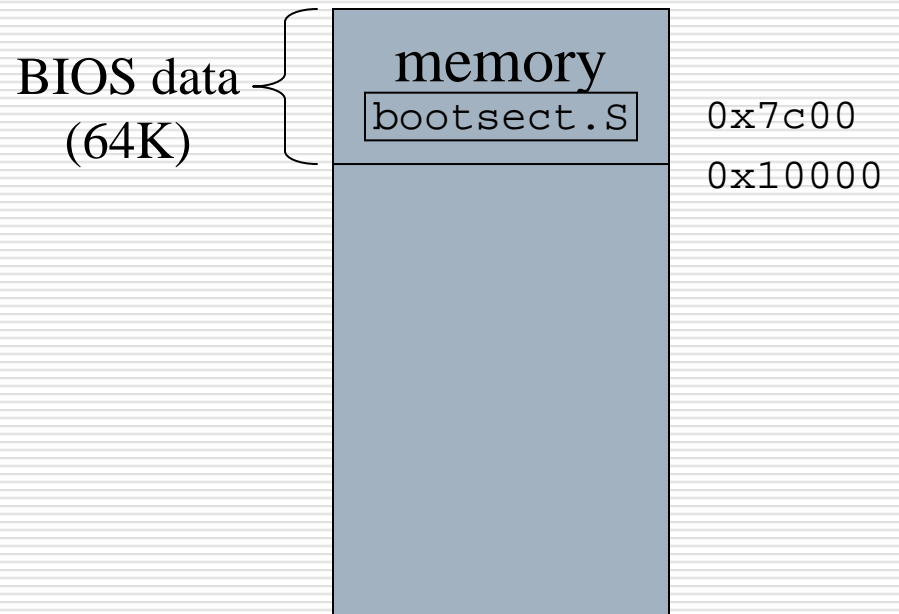 BIOS data
(64K)
memory
bootsect.S
0x7c00
0x10000